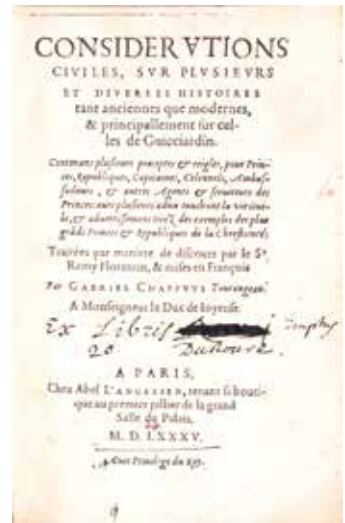 CONSIDERVTIONS
CIVILES, SVR PLVSIEVRS
ET DIVERSES HISTOIRES
tant anciennes que modernes,
& principallement sur cel-
les de Guicciardin.
Contenans plusieurs preceptes & reigles, pour Prin-
ces, Republiques, Capitaines, Colonnels, Ambassa-
sadeurs, & autres Agents & seruiteurs des
Princes: auec plusieurs aduis touchant la vie ciui-
le, & aduertissemens des exemples des plus
grãds Princes & Republiques de la Chrestienté:
Traitées par maniere de discours par le Sr
Remy Florentin, & mises en François
Par GABRIEL CHAPPVYS Tourangeau.
A Monseigneur le Duc de Ioyeuse.
Ex Libris
20
A PARIS,
Chez Abel L'ANGELIER, tenant sa bouti-
que au premier pillier de la grand
Salle du Palais.
M. D. LXXXV.
Auec Priuilege du roy.